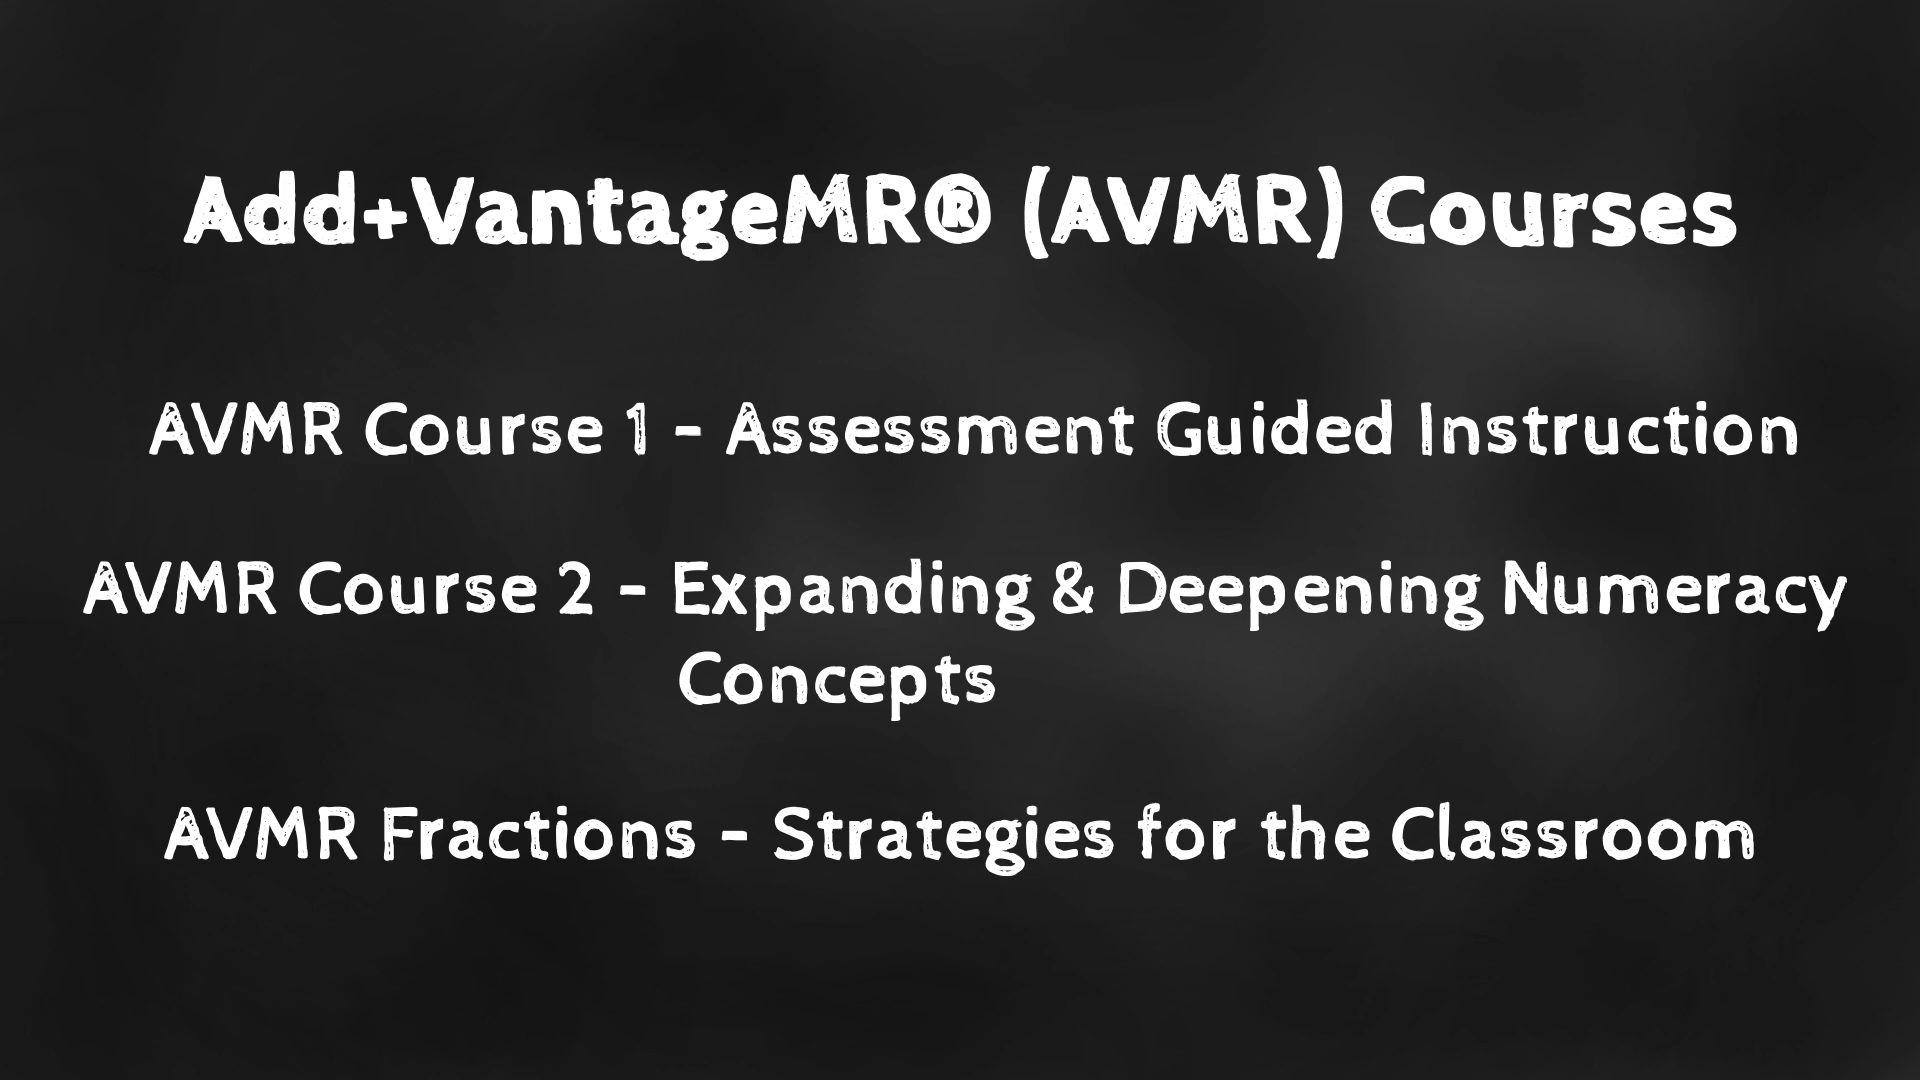 Add+VantageMR® (AVMR) Courses
AVMR Course 1 - Assessment Guided Instruction
AVMR Course 2 - Expanding & Deepening Numeracy
Concepts
AVMR Fractions - Strategies for the Classroom